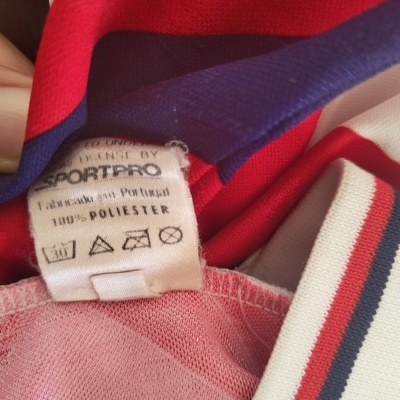 LICENSE BY
SPORTPRO
Fabricado em Portugal
100% POLIESTER
30°